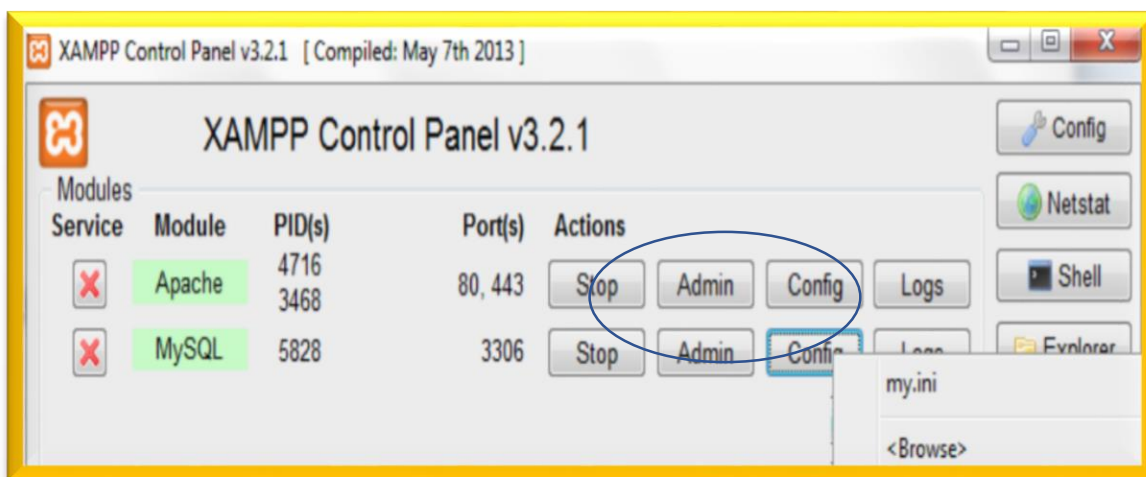 XAMPP Control Panel v3.2.1 [ Compiled: May 7th 2013 ]
XAMPP Control Panel v3.2.1
Config
Modules
Service Module PID(s) Port(s) Actions
Netstat
Apache 4716 3468 80, 443 Stop Admin Config Logs
Shell
MySQL 5828 3306 Stop Admin Config Logs
Explorer
my.ini
<Browse>